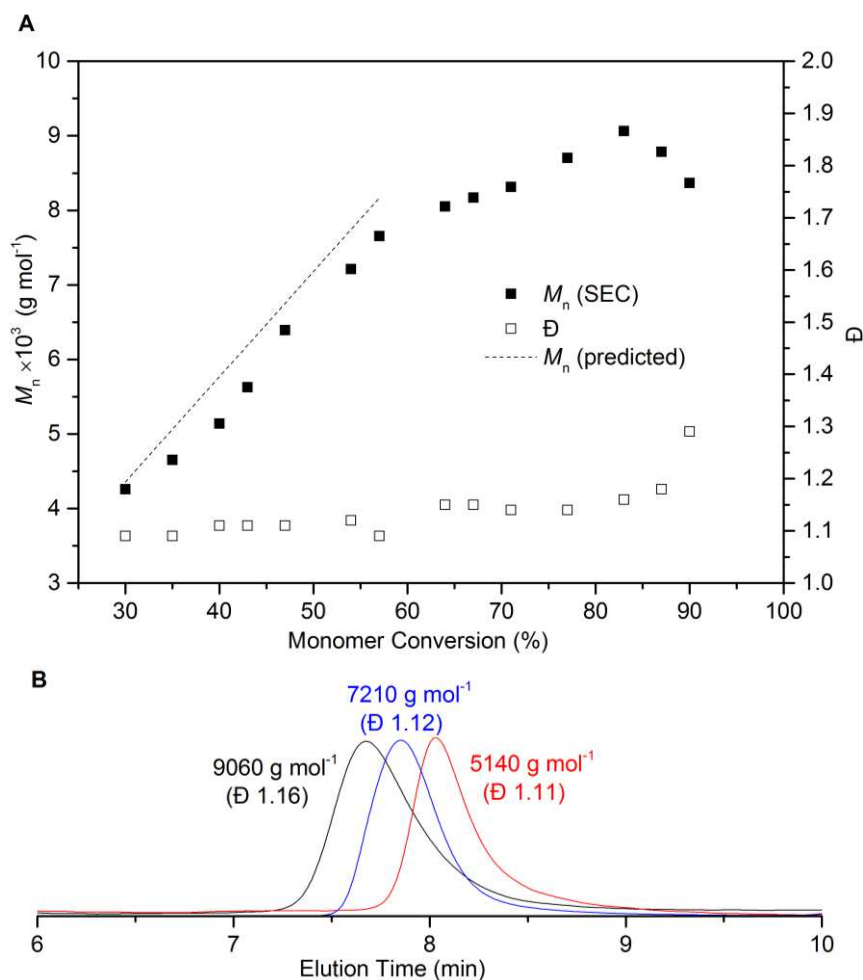 A
10
9
8
7
6
5
4
3
M_n ×10³ (g mol⁻¹)
2.0
1.9
1.8
1.7
1.6
1.5
1.4
1.3
1.2
1.1
1.0
Đ
M_n (SEC)
Đ
M_n (predicted)
30 40 50 60 70 80 90 100
Monomer Conversion (%)
B
7210 g mol⁻¹
(Đ 1.12)
9060 g mol⁻¹
(Đ 1.16)
5140 g mol⁻¹
(Đ 1.11)
6 7 8 9 10
Elution Time (min)